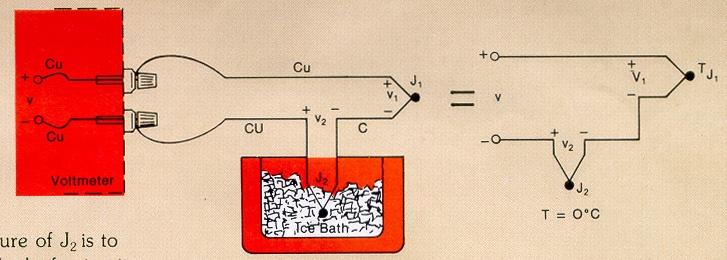 Cu
+
v
−
Cu
Voltmeter
Cu
CU
+
v₂
−
C
+
v₁
−
J₁
J₂
Ice Bath
=
+
v
−
+
V₁
−
TJ₁
+
v₂
−
J₂
T = 0°C
ure of J₂ is to